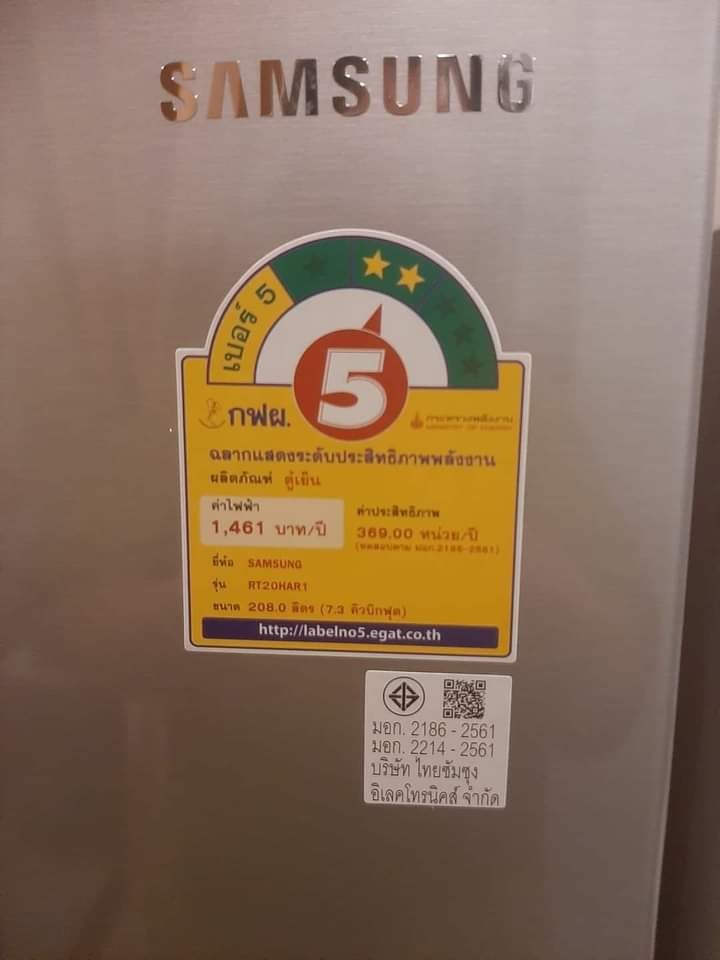 SAMSUNG
เบอร์ 5
5
กฟผ.
กระทรวงพลังงาน
MINISTRY OF ENERGY
ฉลากแสดงระดับประสิทธิภาพพลังงาน
ผลิตภัณฑ์ ตู้เย็น
ค่าไฟฟ้า
1,461 บาท/ปี
ค่าประสิทธิภาพ
369.00 หน่วย/ปี
(ทดสอบตาม มอก.2186-2561)
ยี่ห้อ SAMSUNG
รุ่น RT20HAR1
ขนาด 208.0 ลิตร (7.3 คิวบิกฟุต)
http://labelno5.egat.co.th
มอก. 2186 - 2561
มอก. 2214 - 2561
บริษัท ไทยซัมซุง
อิเลคโทรนิคส์ จำกัด